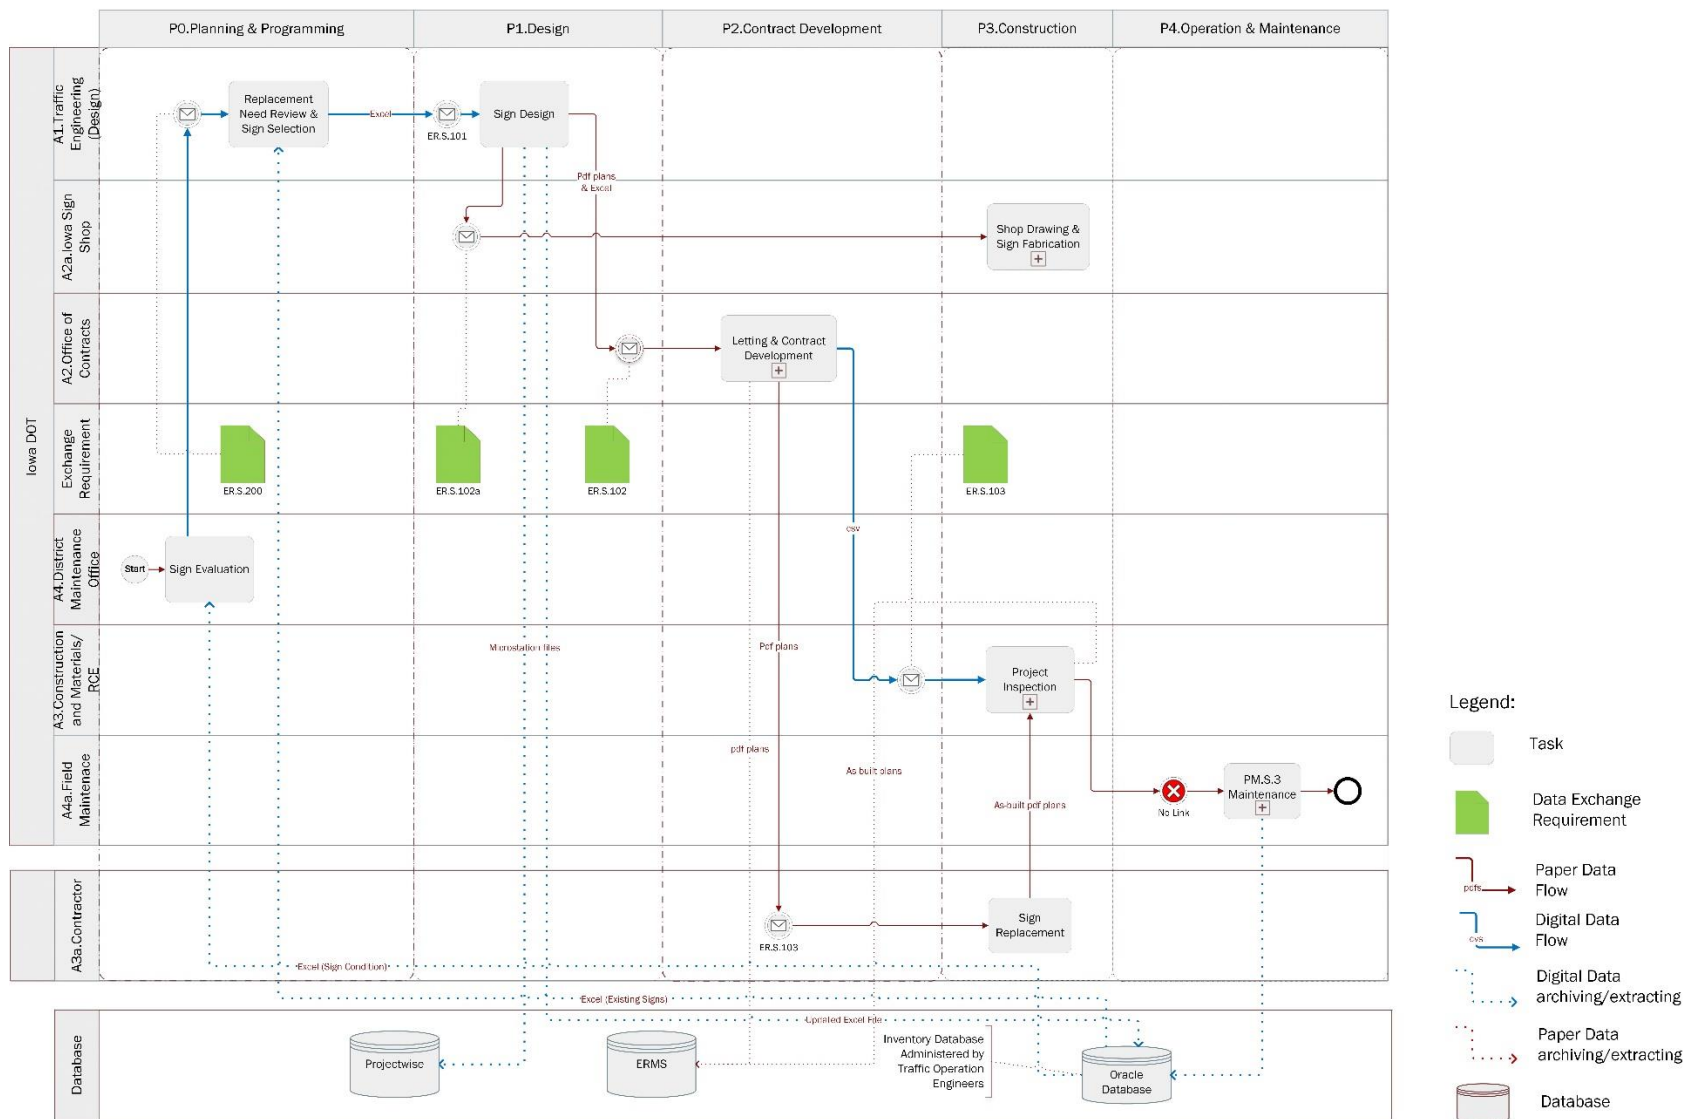 P0.Planning & Programming
P1.Design
P2.Contract Development
P3.Construction
P4.Operation & Maintenance
Iowa DOT
A1.Traffic
Engineering
(Design)
Replacement
Need Review &
Sign Selection
Excel
ER.S.101
Sign Design
Pdf plans
& Excel
A2a.Iowa Sign
Shop
Shop Drawing &
Sign Fabrication
A2.Office of
Contracts
Letting & Contract
Development
Exchange
Requirement
ER.S.200
ER.S.102a
ER.S.102
ER.S.103
csv
A4.District
Maintenance
Office
Start
Sign Evaluation
A3.Construction
and Materials/
RCE
Microstation files
Pdf plans
Project
Inspection
A4a.Field
Maintenace
pdf plans
As built plans
As-built pdf plans
No Link
PM.S.3
Maintenance
A3a.Contractor
ER.S.103
Sign
Replacement
Excel (Sign Condition)
Excel (Existing Signs)
Updated Excel File
Database
Projectwise
ERMS
Inventory Database
Administered by
Traffic Operation
Engineers
Oracle
Database
Legend:
Task
Data Exchange
Requirement
pdfs
Paper Data
Flow
cvs
Digital Data
Flow
Digital Data
archiving/extracting
Paper Data
archiving/extracting
Database